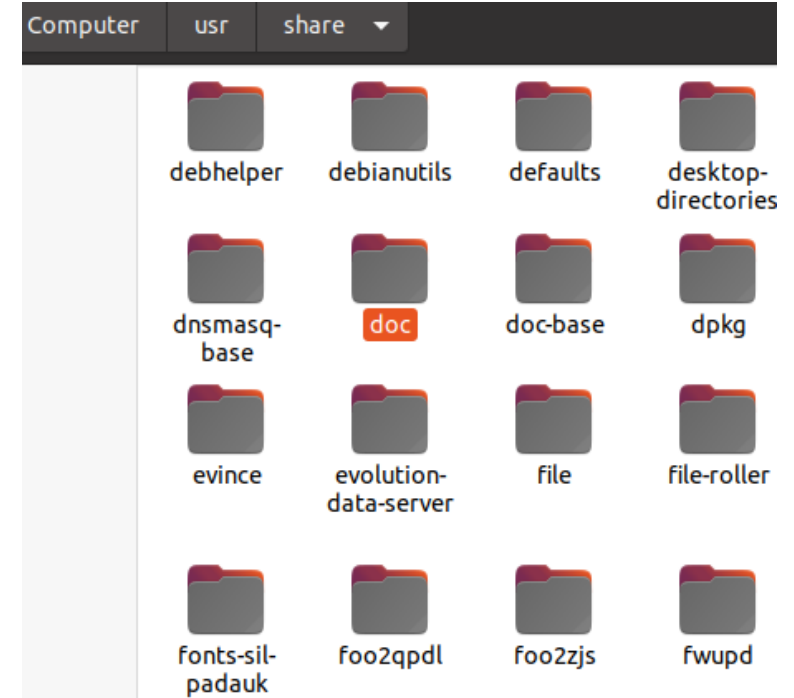 Computer usr share
debhelper debianutils defaults desktop-
directories
dnsmasq- doc doc-base dpkg
base
evince evolution- file file-roller
data-server
fonts-sil- foo2qpdl foo2zjs fwupd
padauk